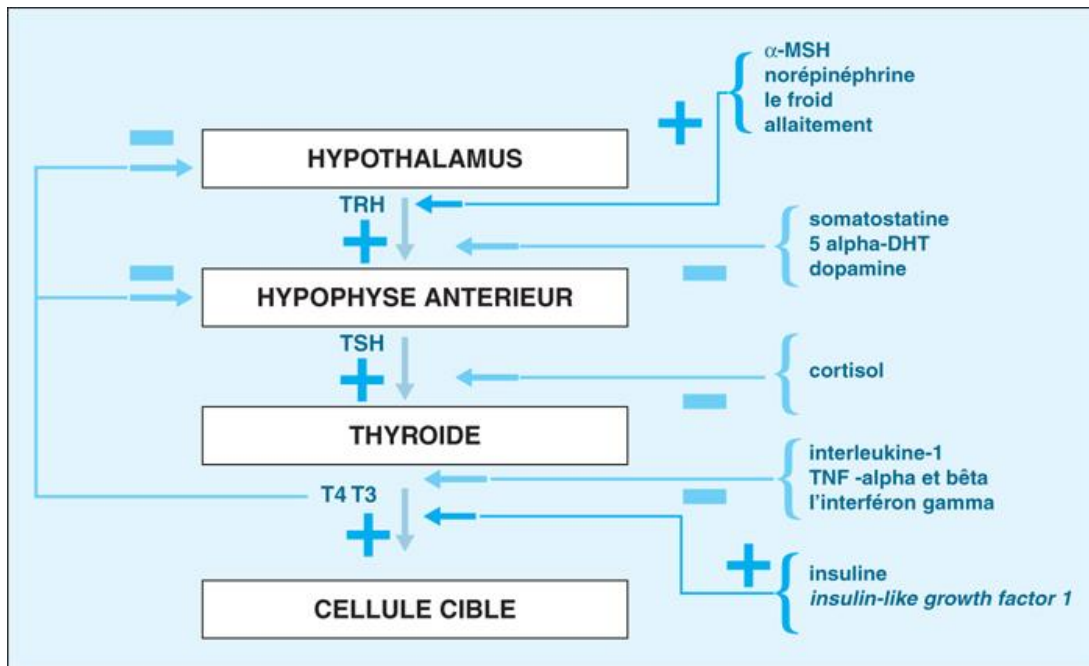 α-MSH
norépinéphrine
le froid
allaitement
HYPOTHALAMUS
TRH
somatostatine
5 alpha-DHT
dopamine
HYPOPHYSE ANTERIEUR
TSH
cortisol
THYROIDE
interleukine-1
TNF -alpha et bêta
l'interféron gamma
T4 T3
insuline
insulin-like growth factor 1
CELLULE CIBLE